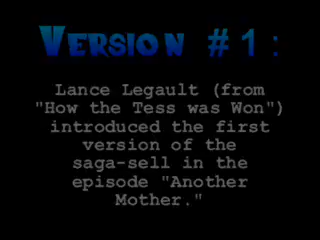 VERSION #1:
Lance Legault (from
"How the Tess was Won")
introduced the first
version of the
saga-sell in the
episode "Another
Mother."